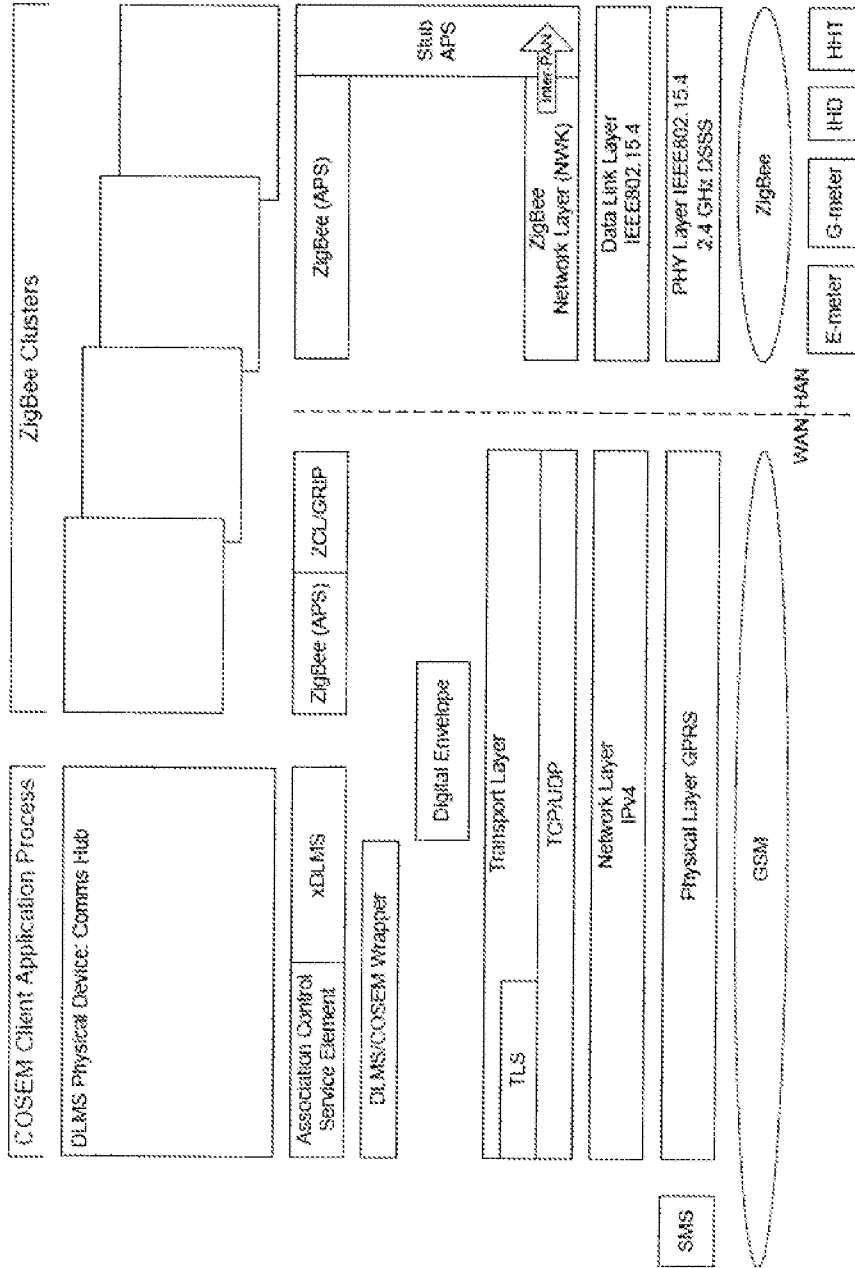 COSEM Client Application Process
ZigBee Clusters
DLMS Physical Device: Comms Hub
Association Control
Service Element
xDLMS
ZigBee (APS)
2CL/GRIP
ZigBee (APS)
Stub
APS
DLMS/COSEM Wrapper
Digital Envelope
Transport Layer
TLS
TCP/UDP
ZigBee
Network Layer (NWK)
Inter-PAN
Network Layer
IPv4
Data Link Layer
IEEE802.15.4
SMS
Physical Layer GPRS
PHY Layer IEEE802.15.4
2.4 GHz DSSS
GSM
ZigBee
WAN
HAN
E-meter
G-meter
IHD
HHT